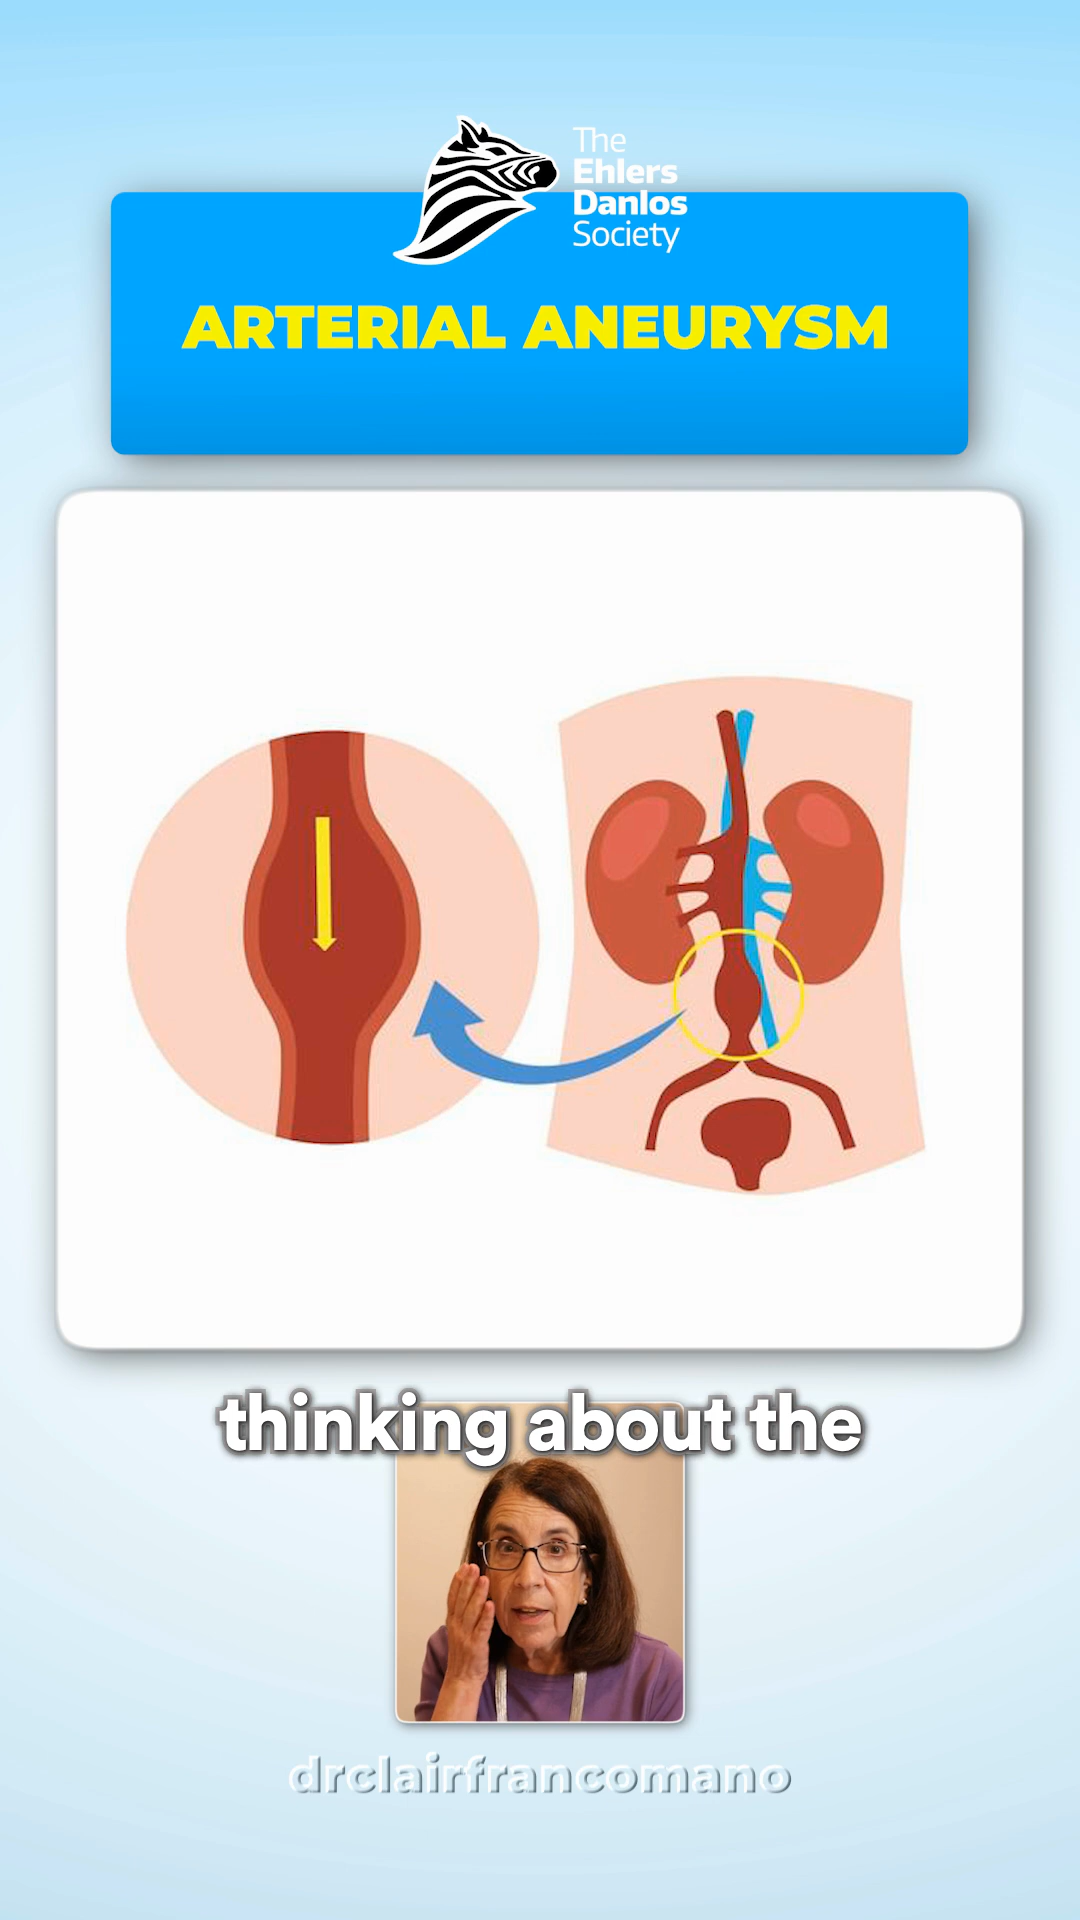 The
Ehlers
Danlos
Society
ARTERIAL ANEURYSM
thinking about the
drclairfrancomano